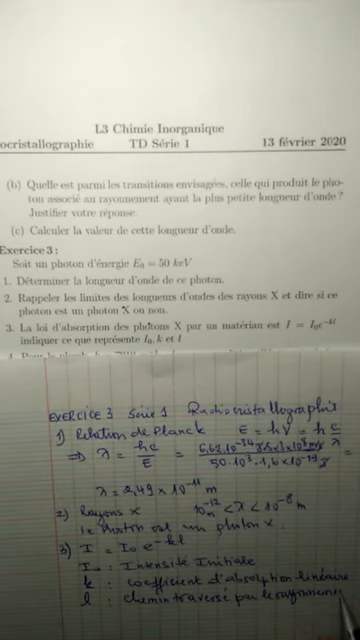 L3 Chimie Inorganique
ocristallographie TD Série 1 13 février 2020
(b) Quelle est parmi les transitions envisagées, celle qui produit le pho-
ton associé au rayonnement ayant la plus petite longueur d'onde ?
Justifier votre réponse.
(c) Calculer la valeur de cette longueur d'onde.
Exercice 3 :
Soit un photon d'énergie E₀ = 50 keV
1. Déterminer la longueur d'onde de ce photon.
2. Rappeler les limites des longueurs d'ondes des rayons X et dire si ce
photon est un photon X ou non.
3. La loi d'absorption des photons X par un matériau est I = I₀e⁻ᵏˡ
indiquer ce que représente I₀, k et l
EXERCICE 3 Série 1 Radiocristallographie
1) Relation de Planck E = hν = h c/λ
⇒ λ = hc/E = 6,62.10⁻³⁴ J.s x 3x10⁸ m/s / 50.10³.1,6x10⁻¹⁹ =
λ = 2,49 x 10⁻¹¹ m
2) Rayons X 10⁻¹² < λ < 10⁻⁸ m
le photon est un photon X.
3) I = I₀ e⁻ᵏˡ
I₀ : Intensité Initiale
k : coefficient d'absorption linéaire
l : chemin traversé par le rayonnement